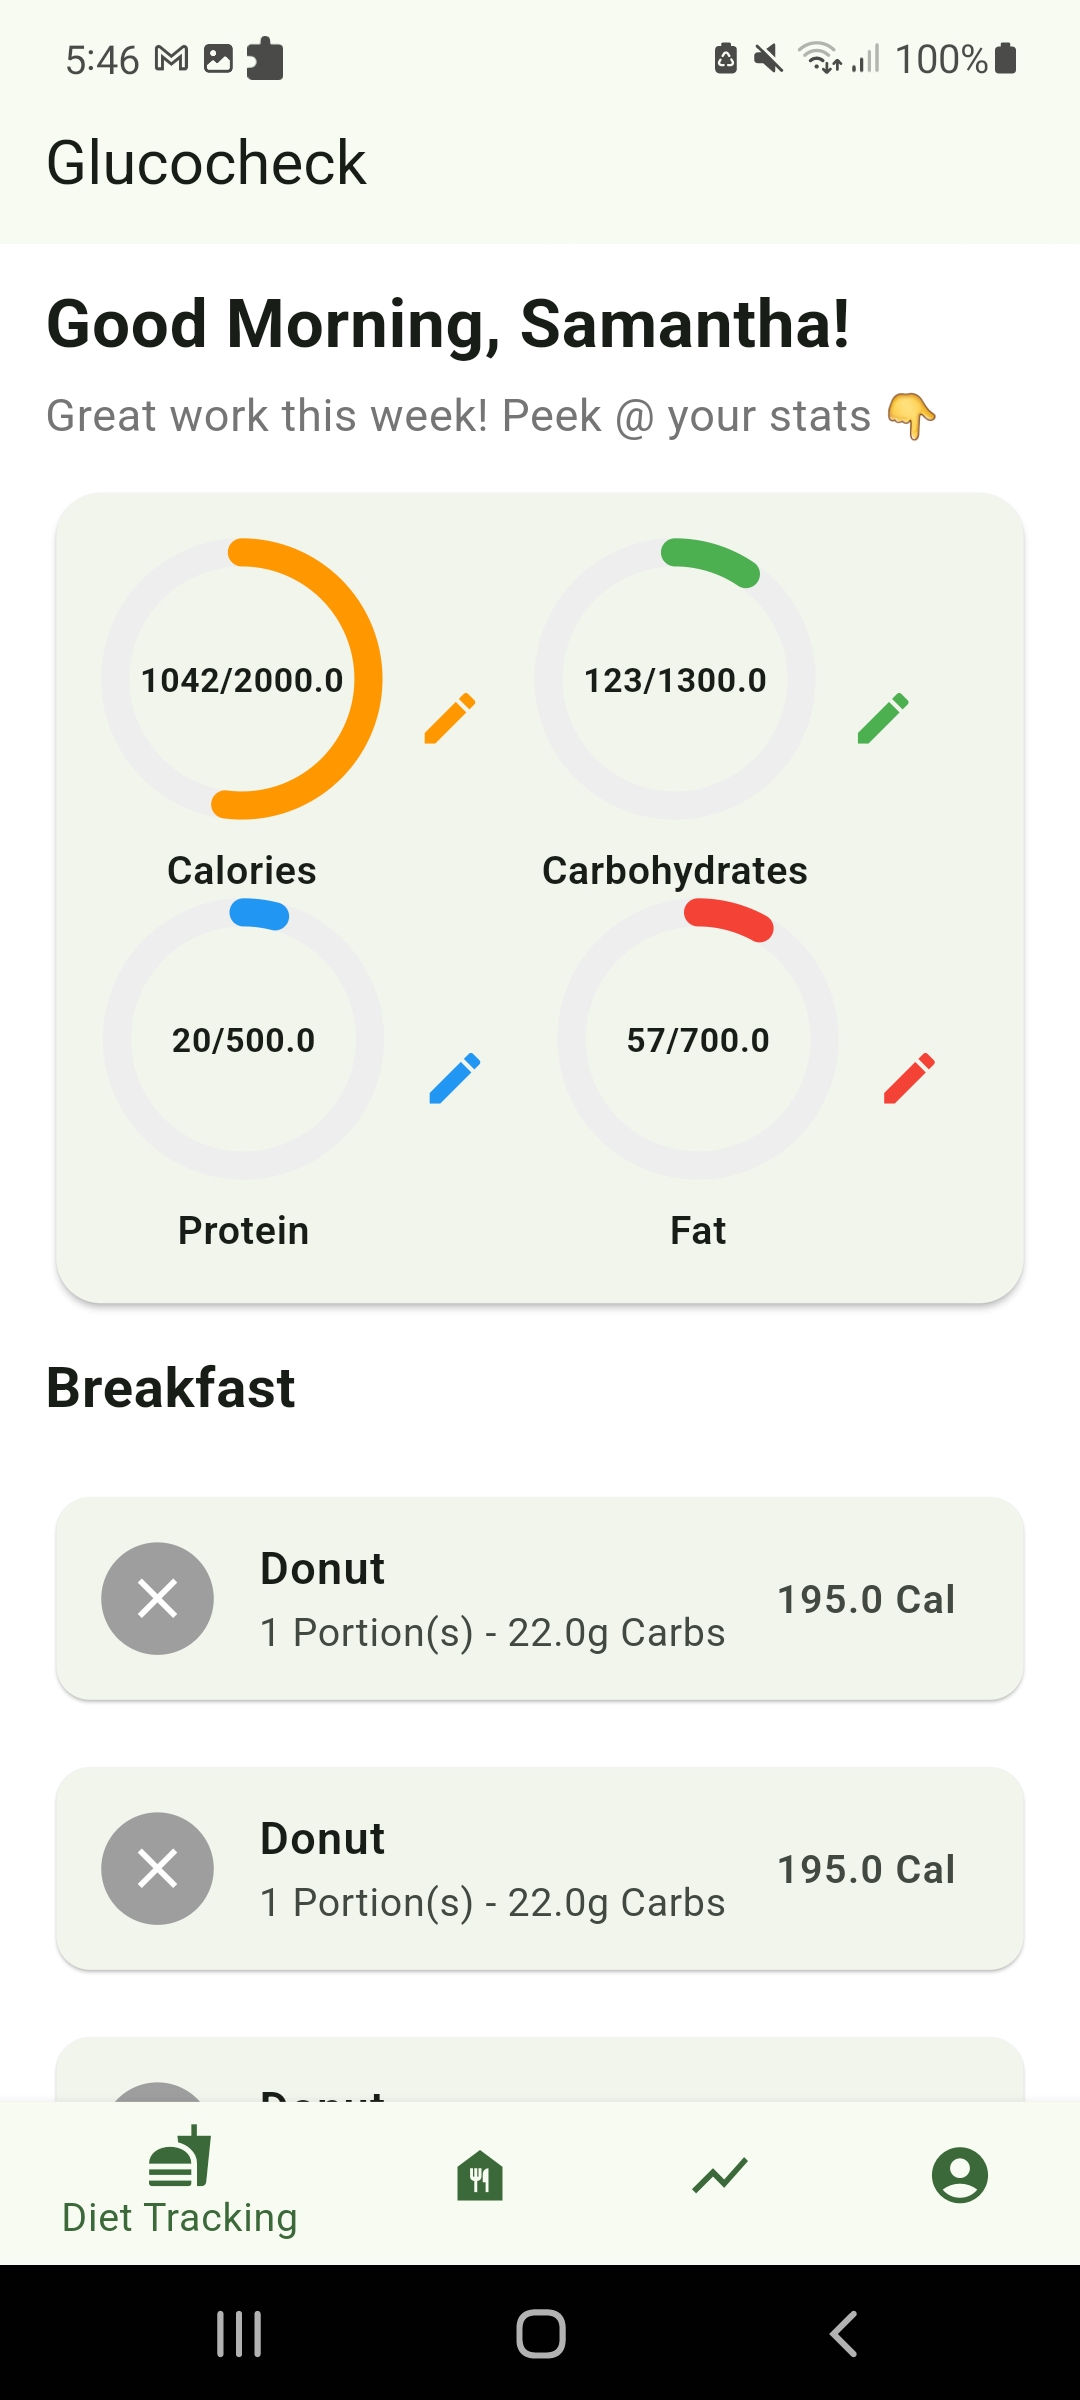 5:46 100%
Glucocheck
Good Morning, Samantha!
Great work this week! Peek @ your stats 👇
1042/2000.0 123/1300.0
Calories Carbohydrates
20/500.0 57/700.0
Protein Fat
Breakfast
Donut
1 Portion(s) - 22.0g Carbs
195.0 Cal
Donut
1 Portion(s) - 22.0g Carbs
195.0 Cal
Donut
Diet Tracking